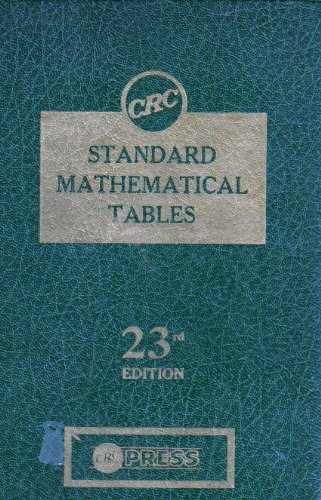 CRC
STANDARD
MATHEMATICAL
TABLES
23rd
EDITION
CRC PRESS